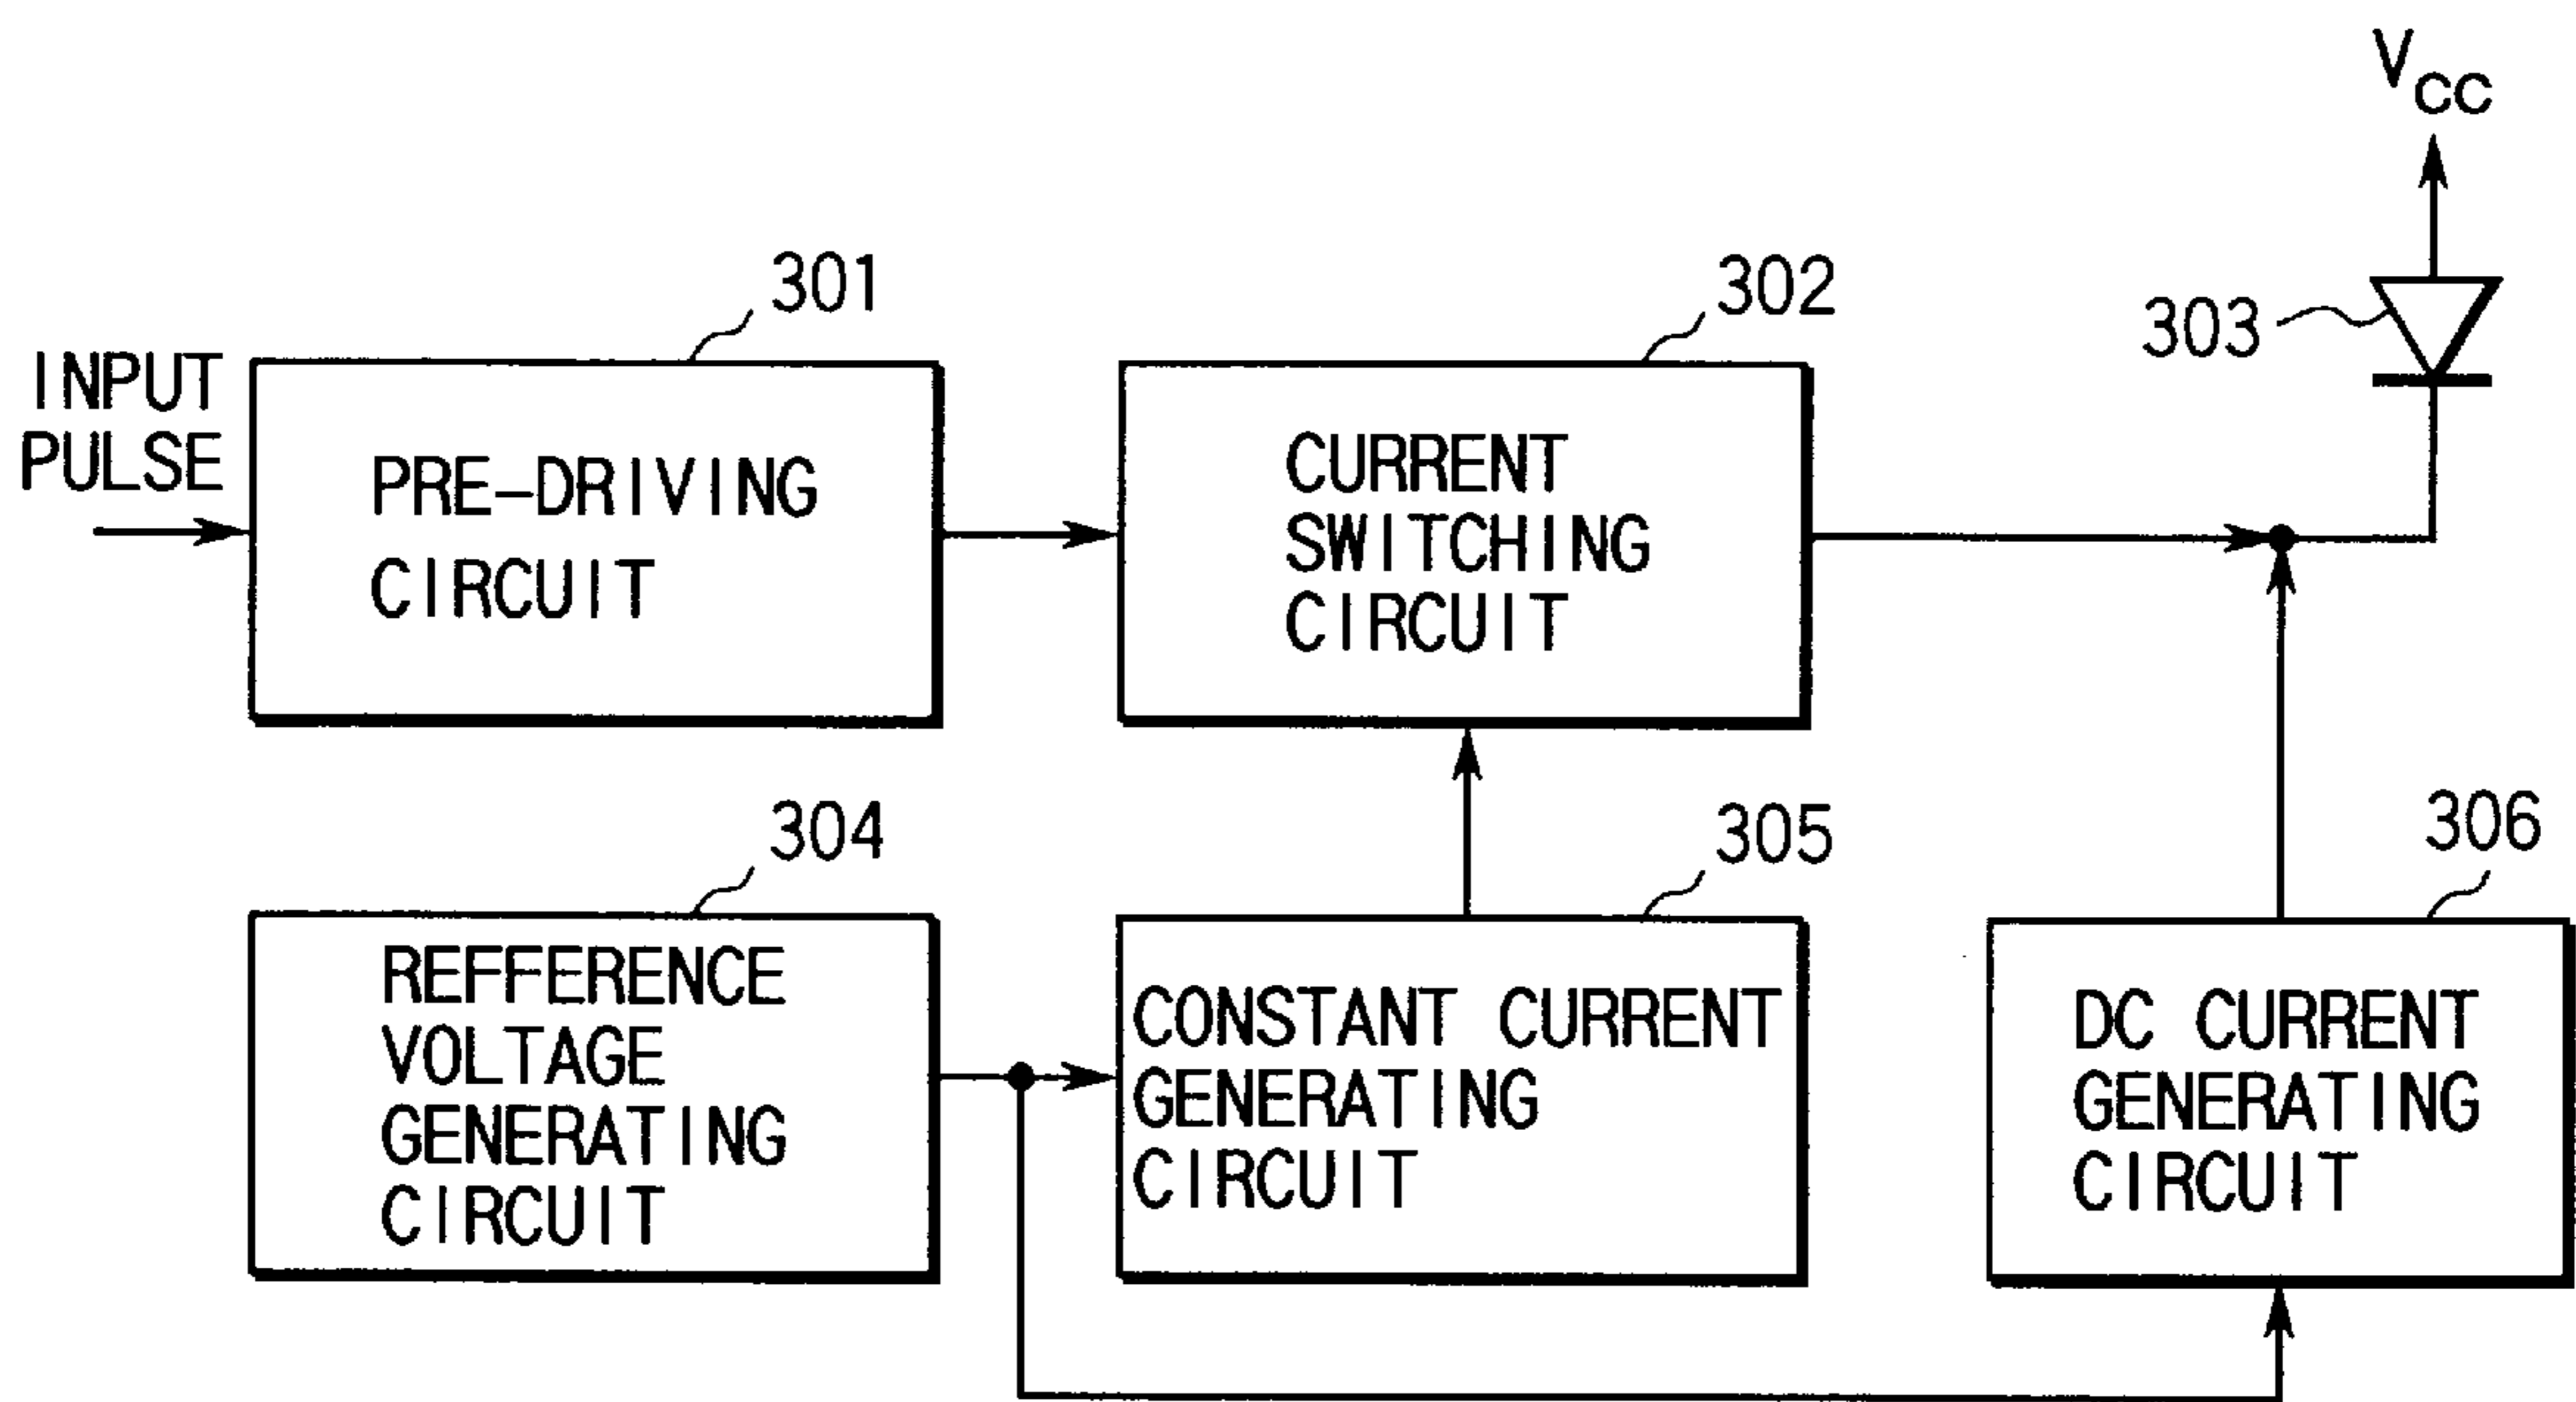 VCC
301
302
303
INPUT
PULSE
PRE-DRIVING
CIRCUIT
CURRENT
SWITCHING
CIRCUIT
304
305
306
REFFERENCE
VOLTAGE
GENERATING
CIRCUIT
CONSTANT CURRENT
GENERATING
CIRCUIT
DC CURRENT
GENERATING
CIRCUIT